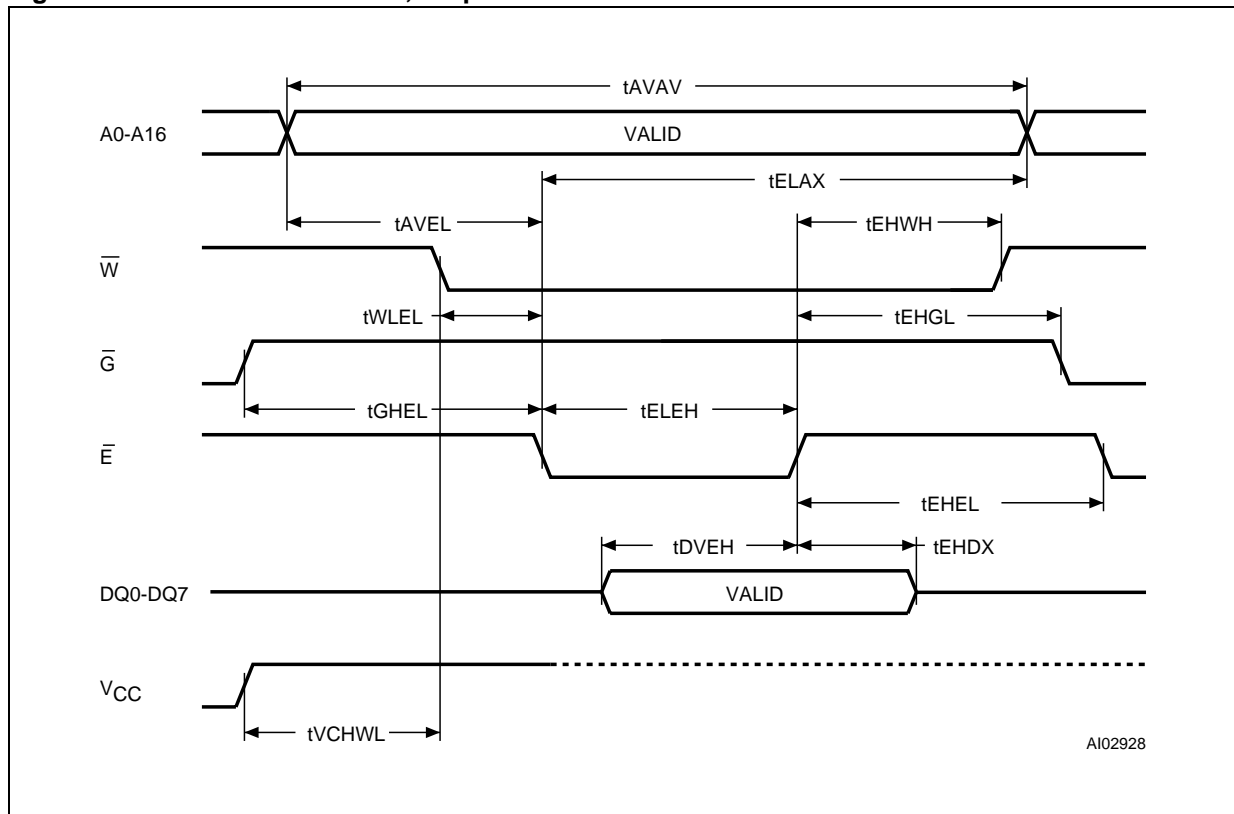 tAVAV
A0-A16
VALID
tELAX
tAVEL
tEHWH
W̅
tWLEL
tEHGL
G̅
tGHEL
tELEH
E̅
tEHEL
tDVEH
tEHDX
DQ0-DQ7
VALID
VCC
tVCHWL
AI02928